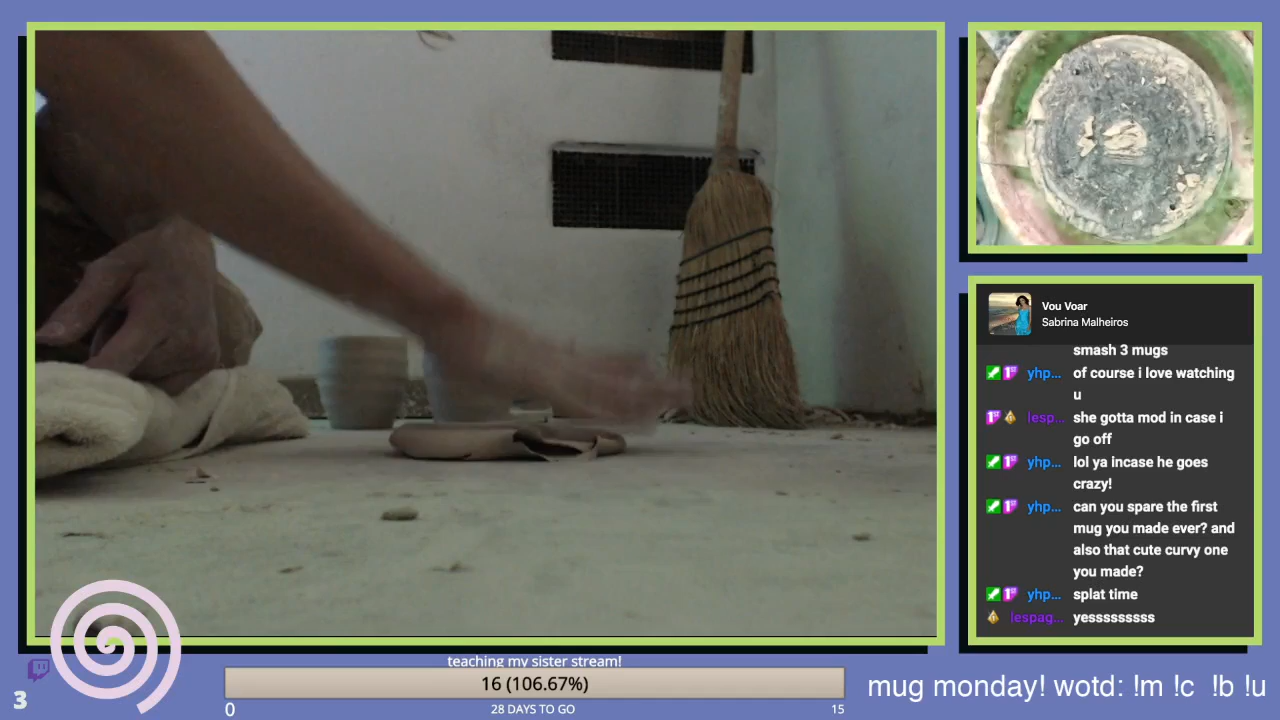 Vou Voar
Sabrina Malheiros
smash 3 mugs
yhp... of course i love watching
u
lesp... she gotta mod in case i
go off
yhp... lol ya incase he goes
crazy!
yhp... can you spare the first
mug you made ever? and
also that cute curvy one
you made?
yhp... splat time
lespag... yesssssssss
teaching my sister stream!
16 (106.67%)
0
28 DAYS TO GO
15
3
mug monday! wotd: !m !c !b !u